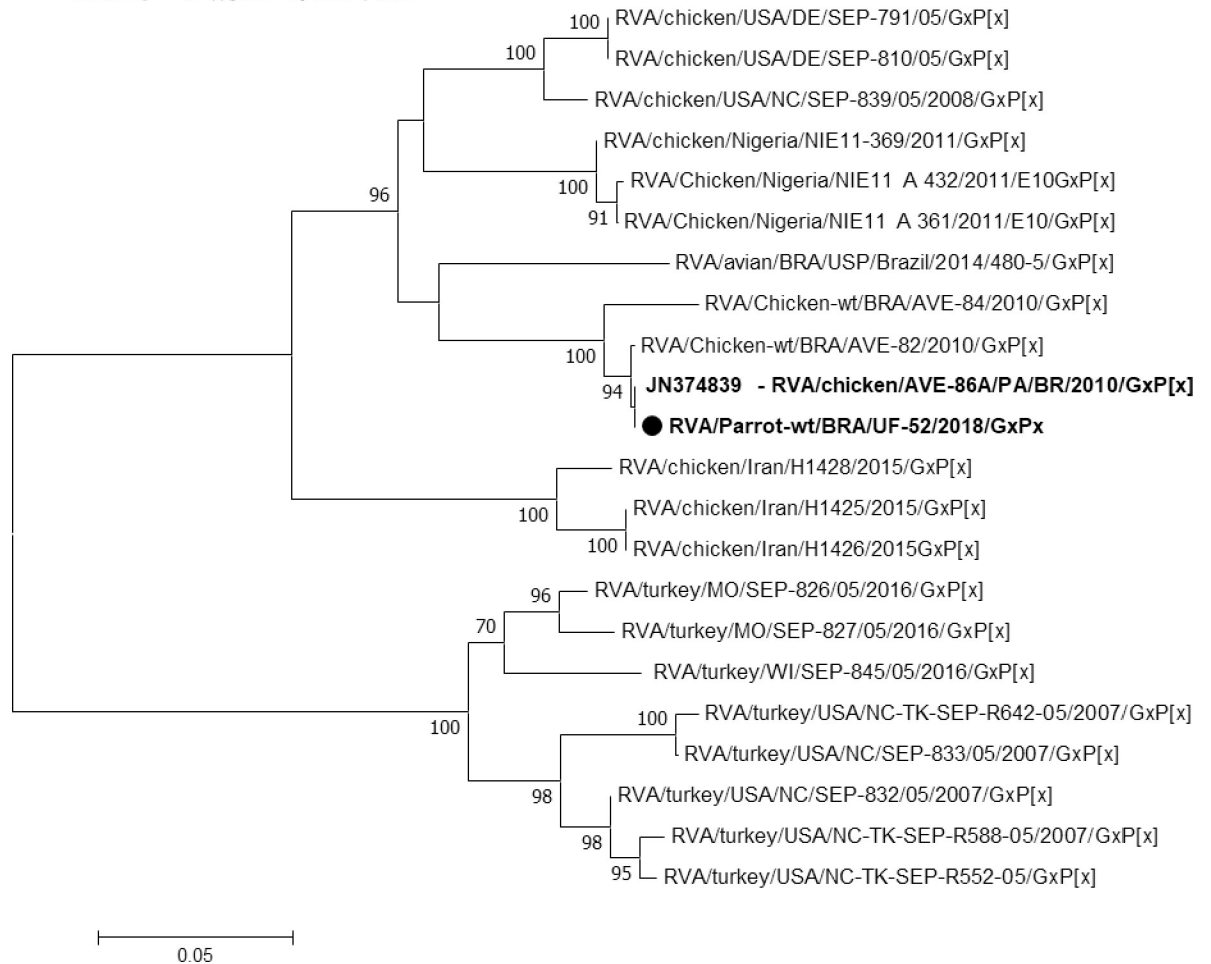 100
RVA/chicken/USA/DE/SEP-791/05/GxP[x]
100
RVA/chicken/USA/DE/SEP-810/05/GxP[x]
RVA/chicken/USA/NC/SEP-839/05/2008/GxP[x]
RVA/chicken/Nigeria/NIE11-369/2011/GxP[x]
100
RVA/Chicken/Nigeria/NIE11 A 432/2011/E10GxP[x]
96
91
RVA/Chicken/Nigeria/NIE11 A 361/2011/E10/GxP[x]
RVA/avian/BRA/USP/Brazil/2014/480-5/GxP[x]
RVA/Chicken-wt/BRA/AVE-84/2010/GxP[x]
100
RVA/Chicken-wt/BRA/AVE-82/2010/GxP[x]
94
JN374839 - RVA/chicken/AVE-86A/PA/BR/2010/GxP[x]
RVA/Parrot-wt/BRA/UF-52/2018/GxPx
RVA/chicken/Iran/H1428/2015/GxP[x]
100
RVA/chicken/Iran/H1425/2015/GxP[x]
100
RVA/chicken/Iran/H1426/2015GxP[x]
96
RVA/turkey/MO/SEP-826/05/2016/GxP[x]
70
RVA/turkey/MO/SEP-827/05/2016/GxP[x]
RVA/turkey/WI/SEP-845/05/2016/GxP[x]
100
100
RVA/turkey/USA/NC-TK-SEP-R642-05/2007/GxP[x]
RVA/turkey/USA/NC/SEP-833/05/2007/GxP[x]
98
RVA/turkey/USA/NC/SEP-832/05/2007/GxP[x]
98
RVA/turkey/USA/NC-TK-SEP-R588-05/2007/GxP[x]
95
RVA/turkey/USA/NC-TK-SEP-R552-05/GxP[x]
0.05